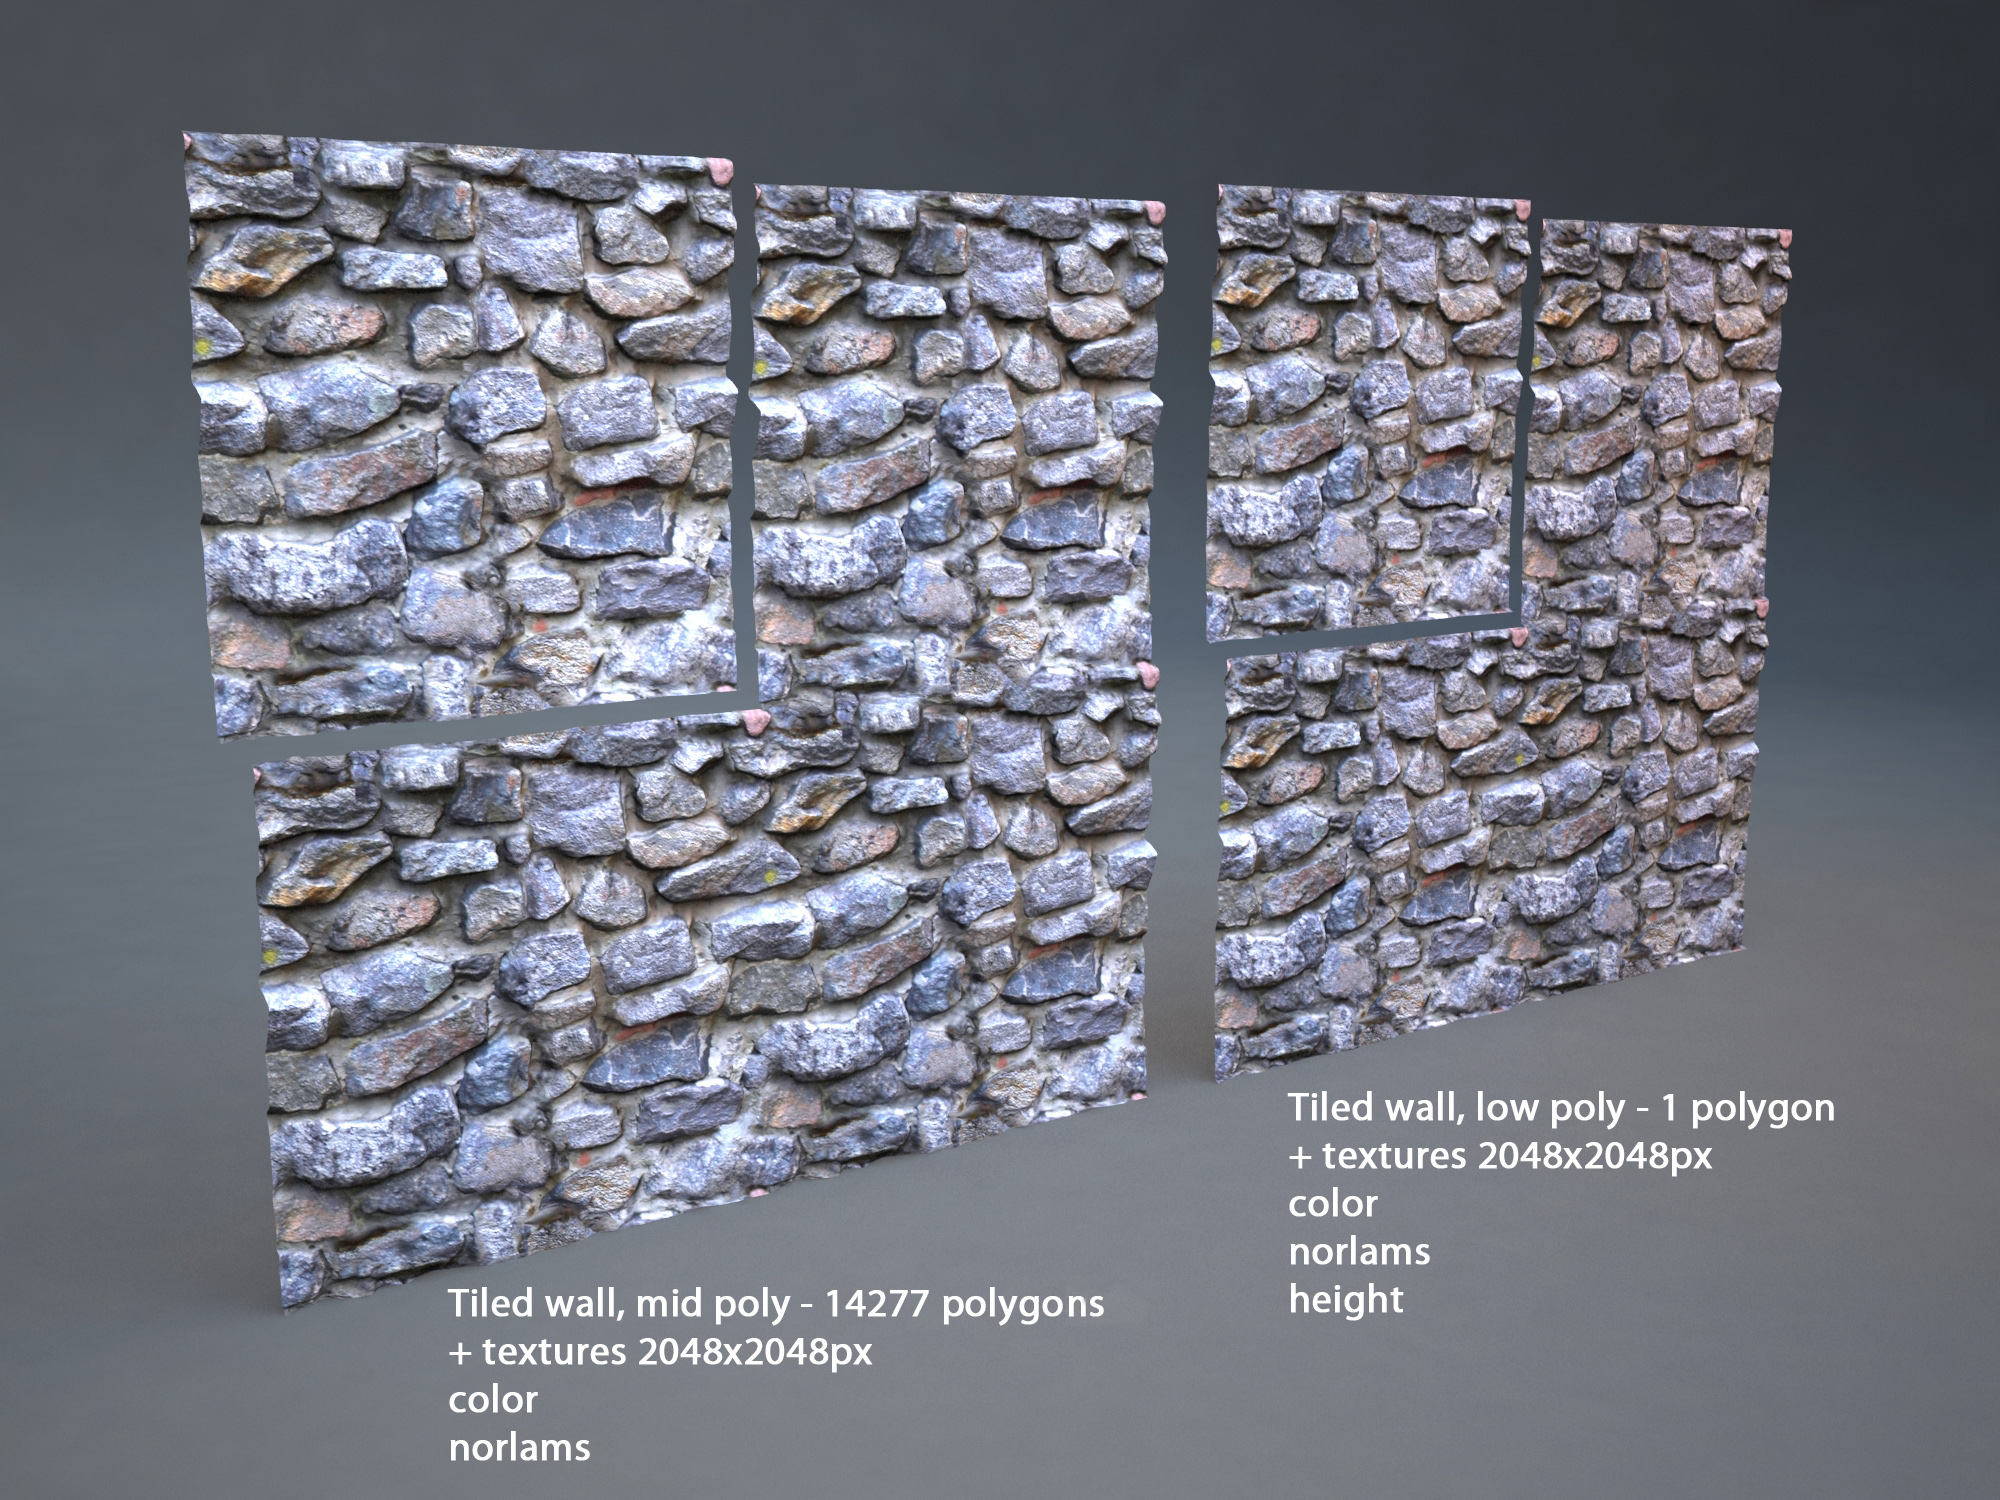 Tiled wall, low poly - 1 polygon
+ textures 2048x2048px
color
norlams
height
Tiled wall, mid poly - 14277 polygons
+ textures 2048x2048px
color
norlams